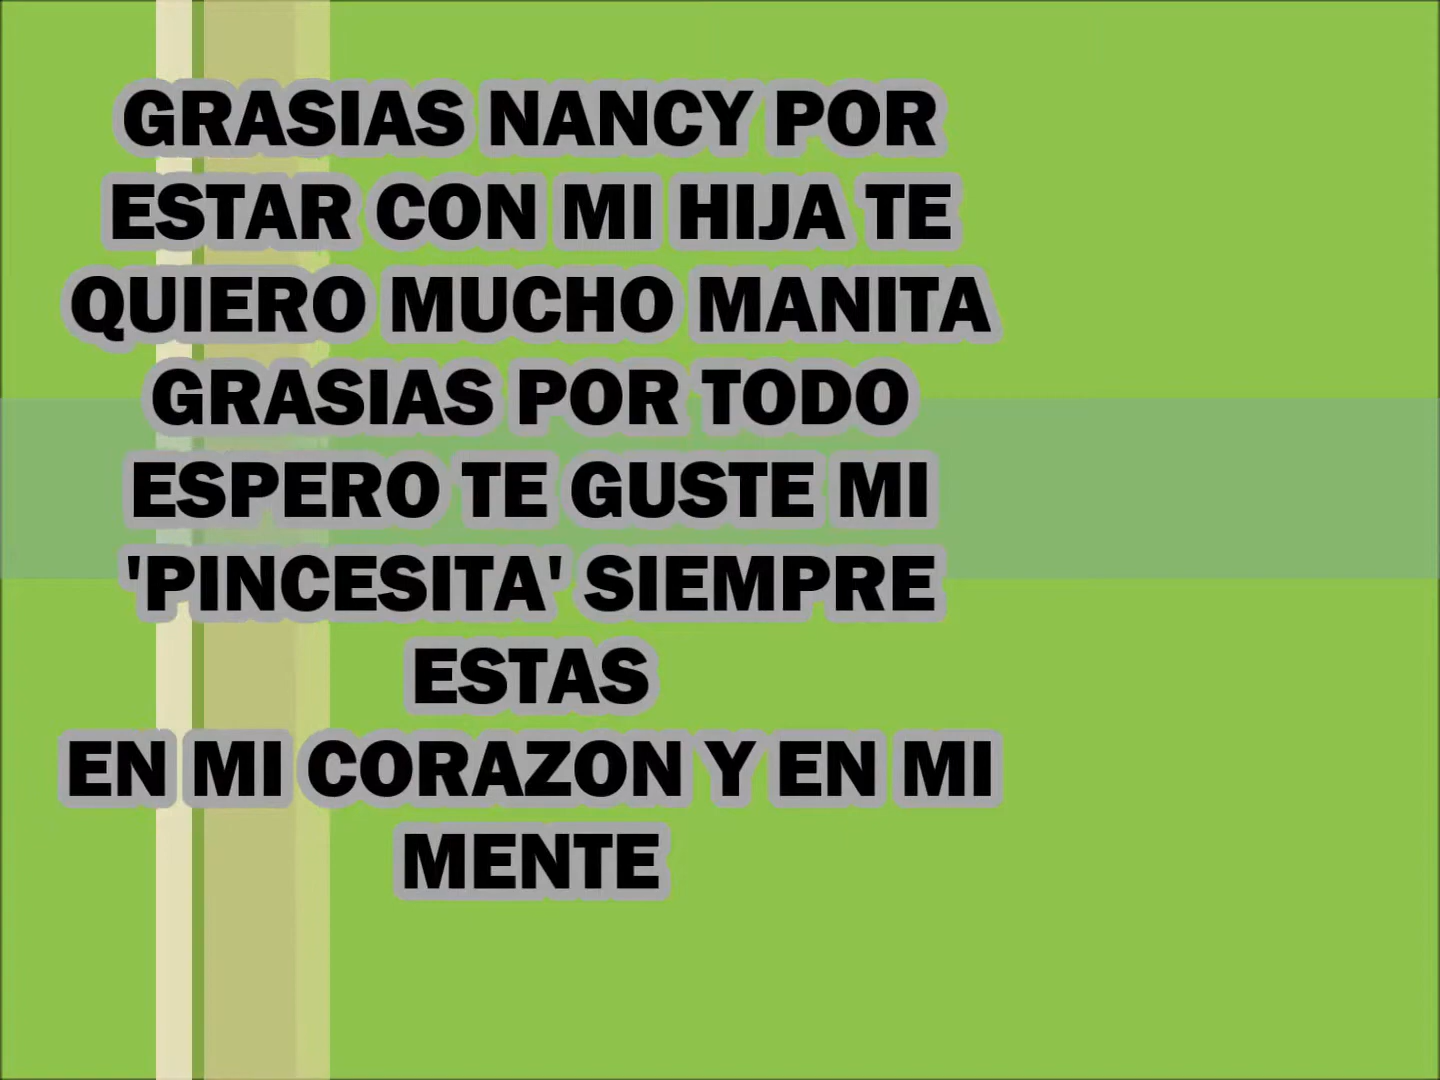 GRASIAS NANCY POR
ESTAR CON MI HIJA TE
QUIERO MUCHO MANITA
GRASIAS POR TODO
ESPERO TE GUSTE MI
'PINCESITA' SIEMPRE
ESTAS
EN MI CORAZON Y EN MI
MENTE